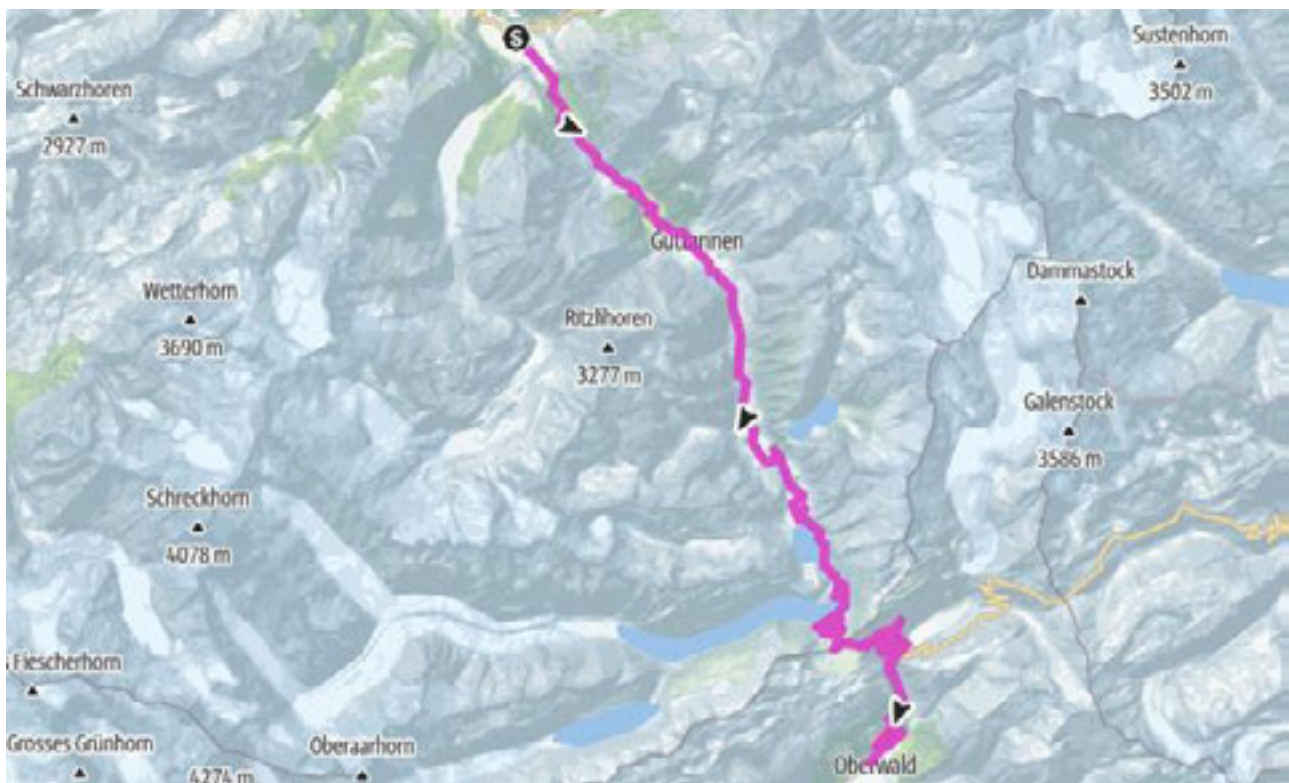 S
Sustenhorn
3502 m
Schwarzhoren
2927 m
Guttannen
Dammastock
Wetterhorn
3690 m
Ritzlihoren
3277 m
Galenstock
3586 m
Schreckhorn
4078 m
s Fiescherhorn
Grosses Grünhorn
Oberaarhorn
Oberwald
4274 m